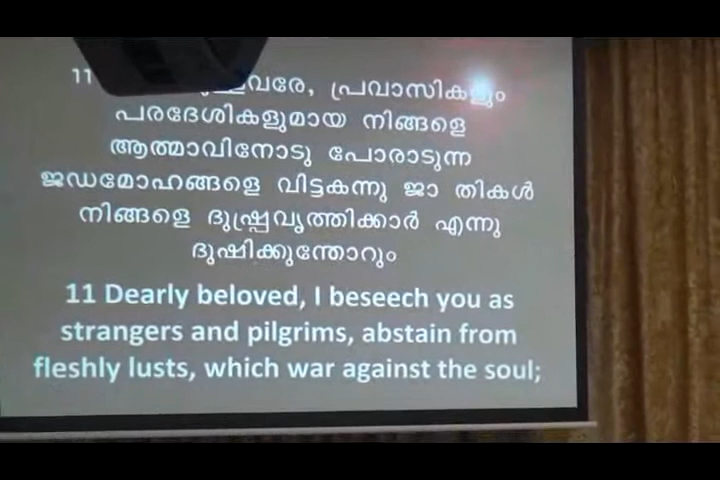 11 പ്രവാസികളും
പരദേശികളുമായ നിങ്ങളെ
ആത്മാവിനോടു പോരാടുന്ന
ജഡമോഹങ്ങളെ വിട്ടകന്നു ജാ തികൾ
നിങ്ങളെ ദുഷ്പ്രവൃത്തിക്കാർ എന്നു
ദുഷിക്കുന്തോറും
11 Dearly beloved, I beseech you as
strangers and pilgrims, abstain from
fleshly lusts, which war against the soul;